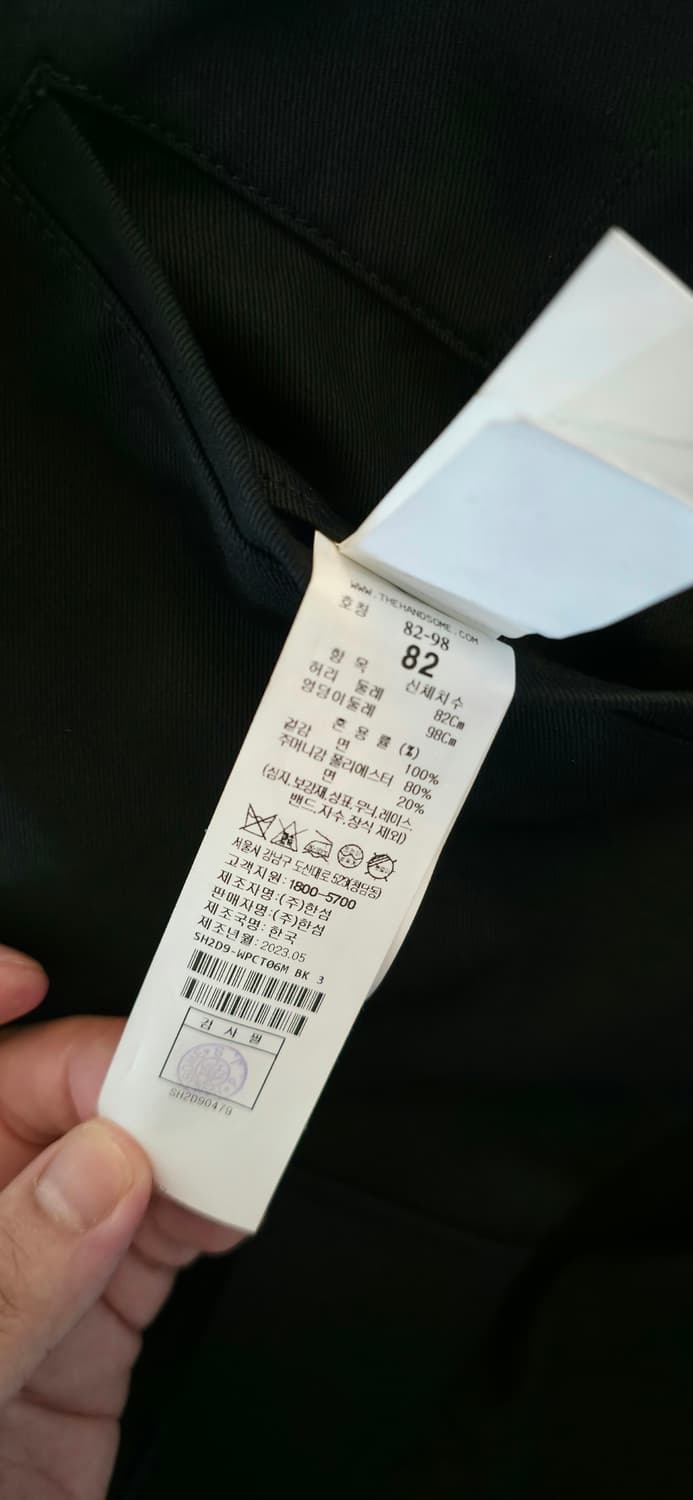 WWW.THEHANDSOME.COM
호칭 82-98
82
항 목 신체치수
허리 둘레 82Cm
엉덩이둘레 98Cm
혼 용 률 (%)
겉감 면 100%
주머니감 폴리에스터 80%
면 20%
(심지,보강재,상표,무늬,레이스,
밴드,자수,장식 제외)
서울시 강남구 도산대로 523(청담동)
고객지원:1800-5700
제조자명:(주)한섬
판매자명:(주)한섬
제조국명: 한국
제조년월: 2023.05
SH2D9-WPCT06M BK 3
검 사 필
SH2D90479